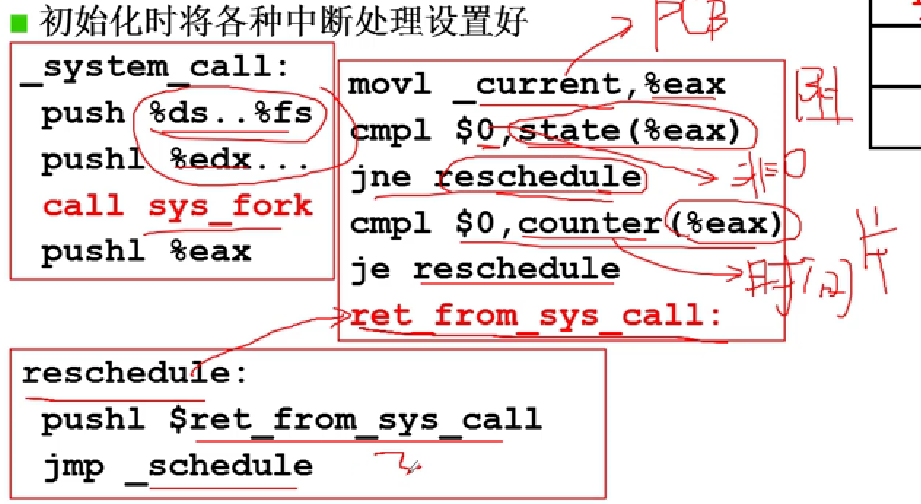 初始化时将各种中断处理设置好
PCB
_system_call:
push %ds..%fs
pushl %edx...
call sys_fork
pushl %eax
movl _current,%eax
cmpl $0,state(%eax)
jne reschedule
非0
cmpl $0,counter(%eax)
je reschedule
时间片
ret_from_sys_call:
reschedule:
pushl $ret_from_sys_call
jmp _schedule